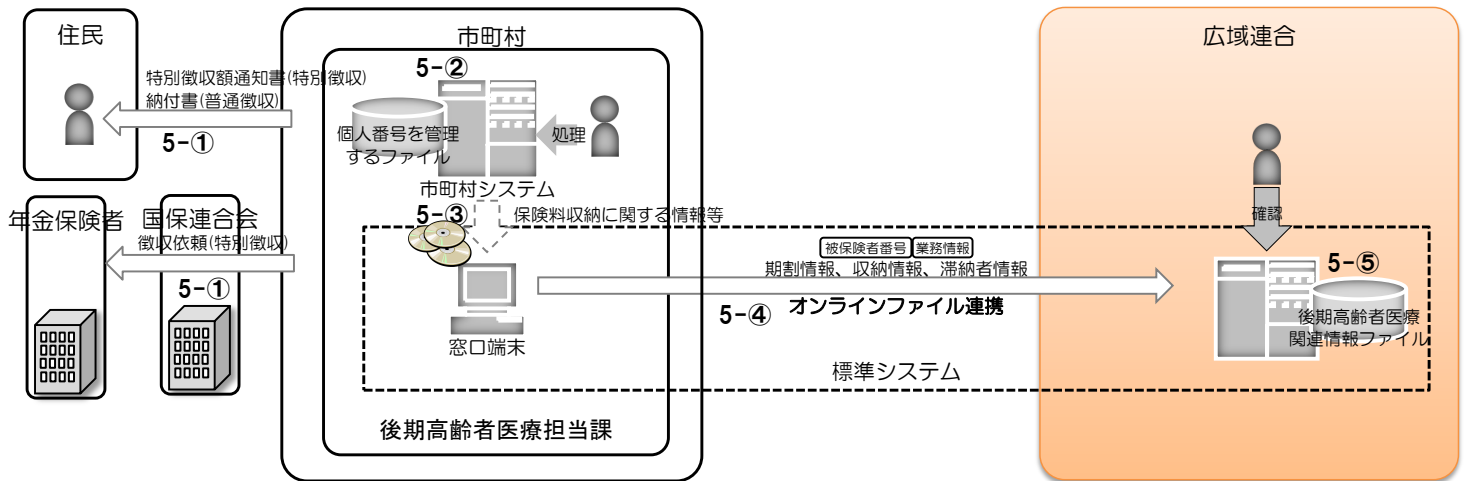 住民
特別徴収額通知書(特別徴収)
納付書(普通徴収)
5-①
年金保険者
国保連合会
徴収依頼(特別徴収)
5-①
市町村
5-②
個人番号を管理
するファイル
処理
市町村システム
5-③
保険料収納に関する情報等
窓口端末
後期高齢者医療担当課
被保険者番号 業務情報
期割情報、収納情報、滞納者情報
5-④ オンラインファイル連携
標準システム
広域連合
確認
5-⑤
後期高齢者医療
関連情報ファイル